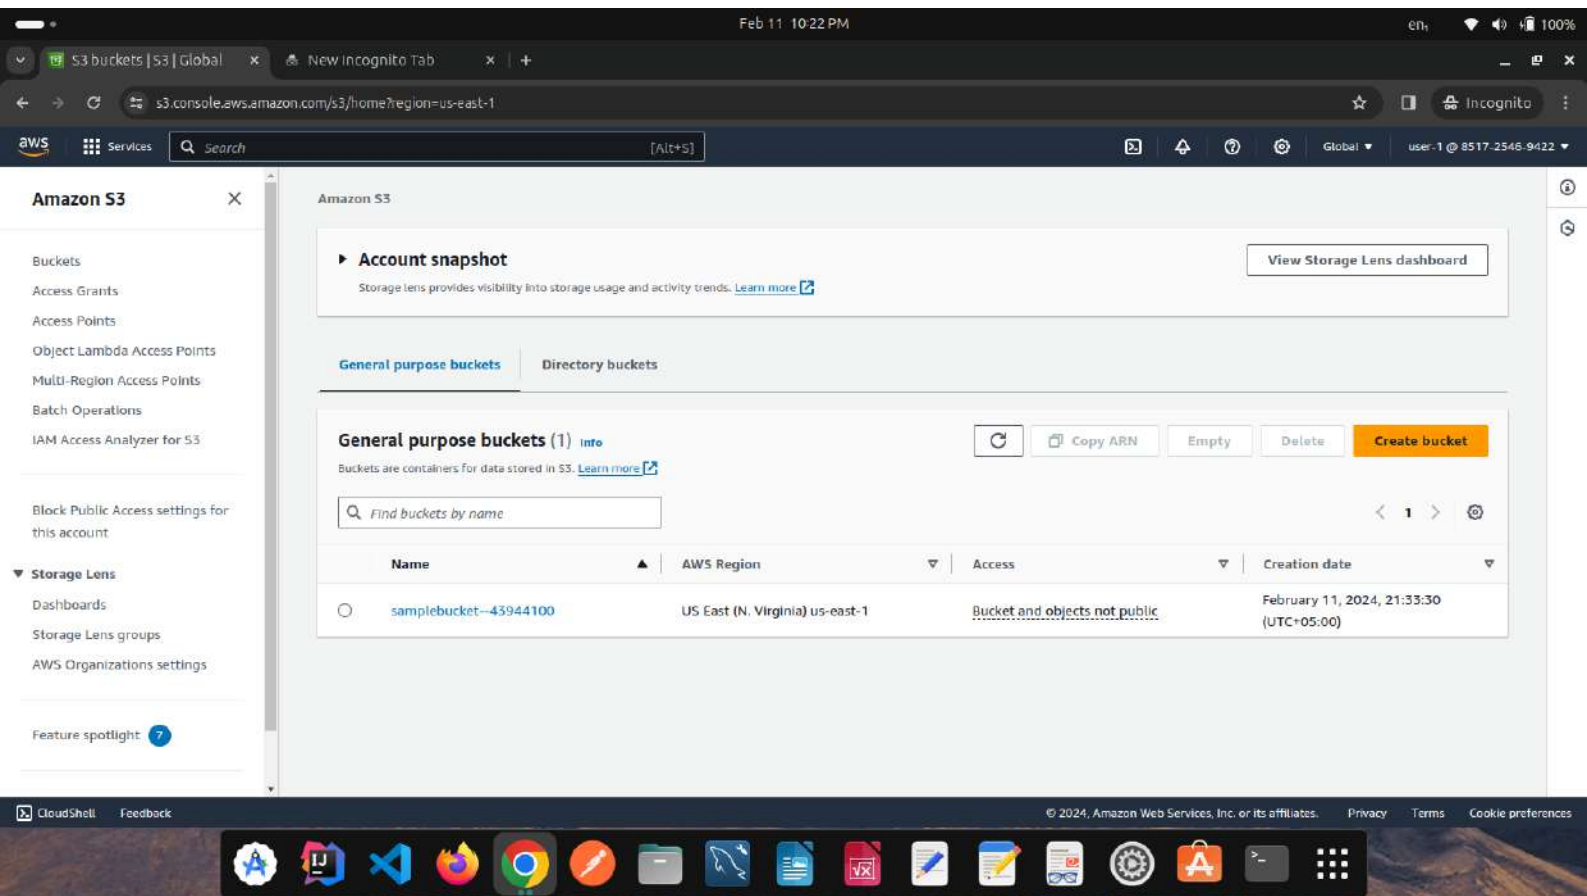 Feb 11 10:22 PM
en₁
100%
S3 buckets | S3 | Global
New Incognito Tab
s3.console.aws.amazon.com/s3/home?region=us-east-1
Incognito
aws
Services
Search
[Alt+S]
Global
user-1 @ 8517-2546-9422
Amazon S3
Buckets
Access Grants
Access Points
Object Lambda Access Points
Multi-Region Access Points
Batch Operations
IAM Access Analyzer for S3
Block Public Access settings for
this account
Storage Lens
Dashboards
Storage Lens groups
AWS Organizations settings
Feature spotlight 7
Amazon S3
Account snapshot
Storage lens provides visibility into storage usage and activity trends. Learn more
View Storage Lens dashboard
General purpose buckets
Directory buckets
General purpose buckets (1) Info
Buckets are containers for data stored in S3. Learn more
Copy ARN
Empty
Delete
Create bucket
Find buckets by name
1
Name
AWS Region
Access
Creation date
samplebucket--43944100
US East (N. Virginia) us-east-1
Bucket and objects not public
February 11, 2024, 21:33:30
(UTC+05:00)
CloudShell
Feedback
© 2024, Amazon Web Services, Inc. or its affiliates.
Privacy
Terms
Cookie preferences